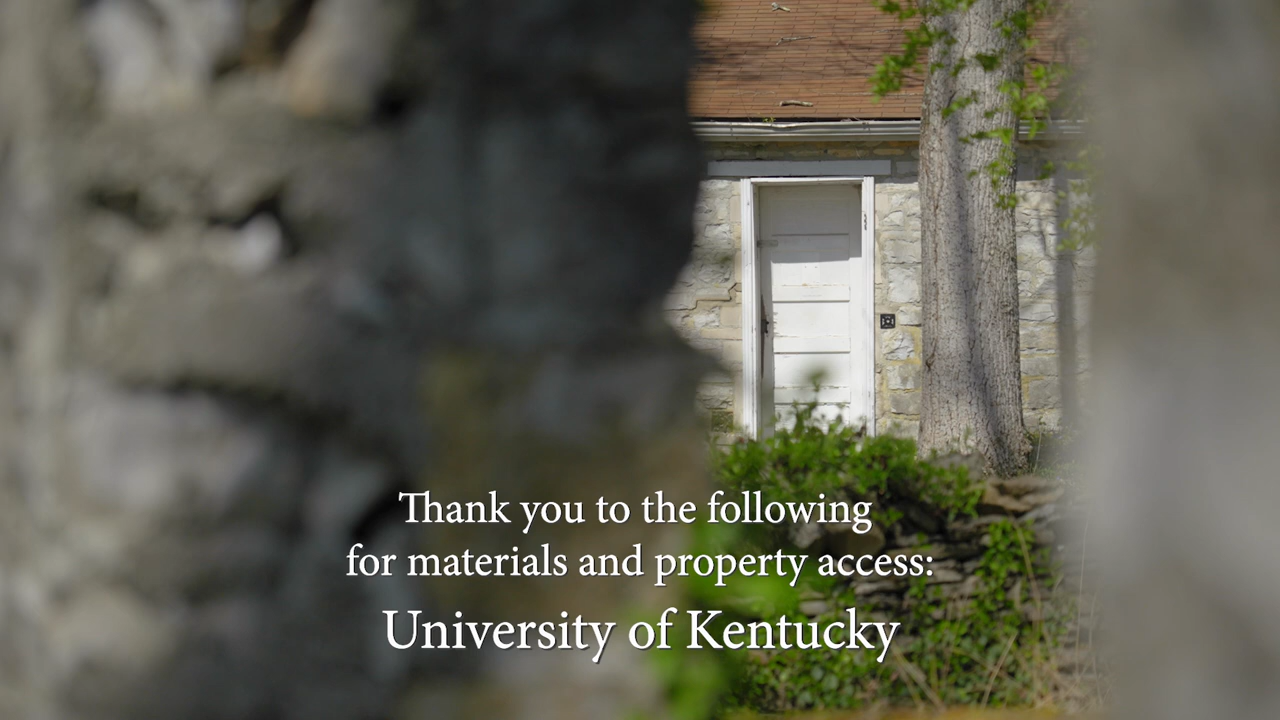 Thank you to the following
for materials and property access:
University of Kentucky